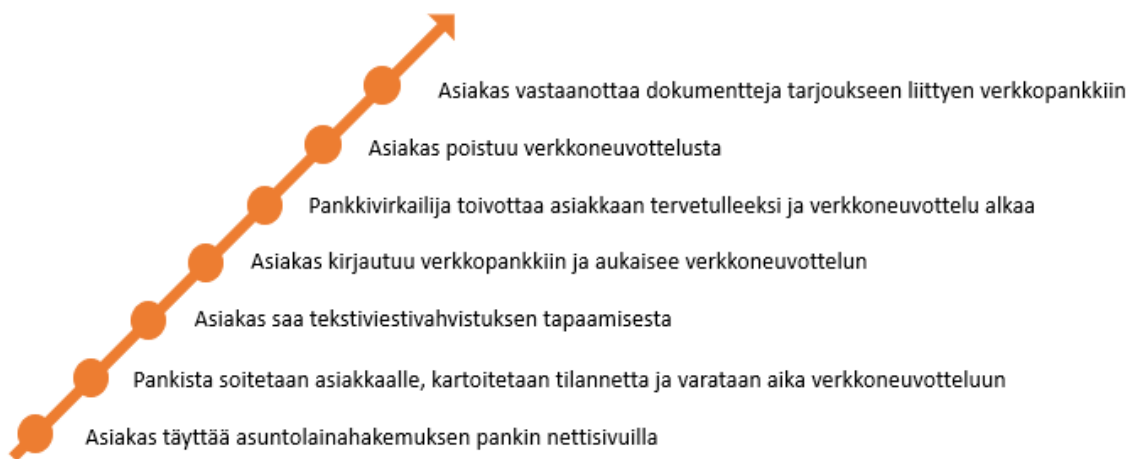 Asiakas vastaanottaa dokumentteja tarjoukseen liittyen verkkopankkiin
Asiakas poistuu verkkoneuvottelusta
Pankkivirkailija toivottaa asiakkaan tervetulleeksi ja verkkoneuvottelu alkaa
Asiakas kirjautuu verkkopankkiin ja aukaisee verkkoneuvottelun
Asiakas saa tekstiviestivahvistuksen tapaamisesta
Pankista soitetaan asiakkaalle, kartoitetaan tilannetta ja varataan aika verkkoneuvotteluun
Asiakas täyttää asuntolainahakemuksen pankin nettisivuilla